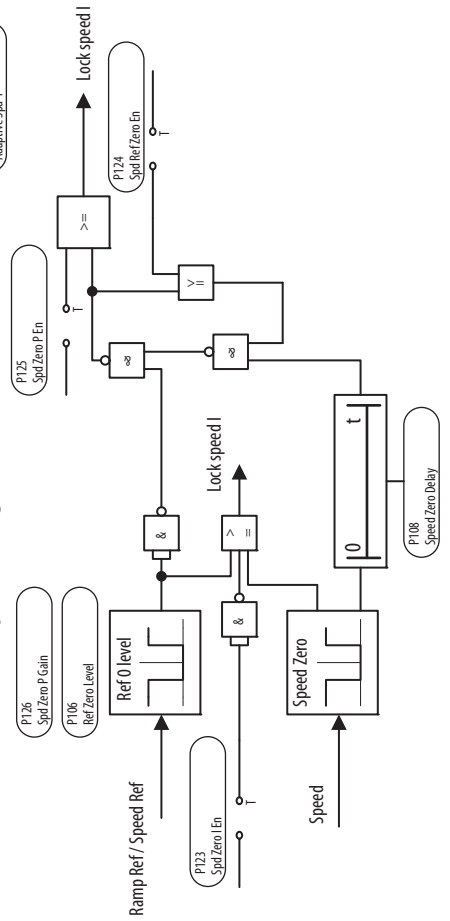 Lock speed I
P124
Spd Ref Zero En
T
P125
Spd Zero P En
T
>=
>=
&
&
P126
Spd Zero P Gain
P106
Ref Zero Level
Ref 0 level
&
Lock speed I
> =
&
Ramp Ref / Speed Ref
P123
Spd Zero I En
T
Speed
Speed Zero
0
t
P108
Speed Zero Delay